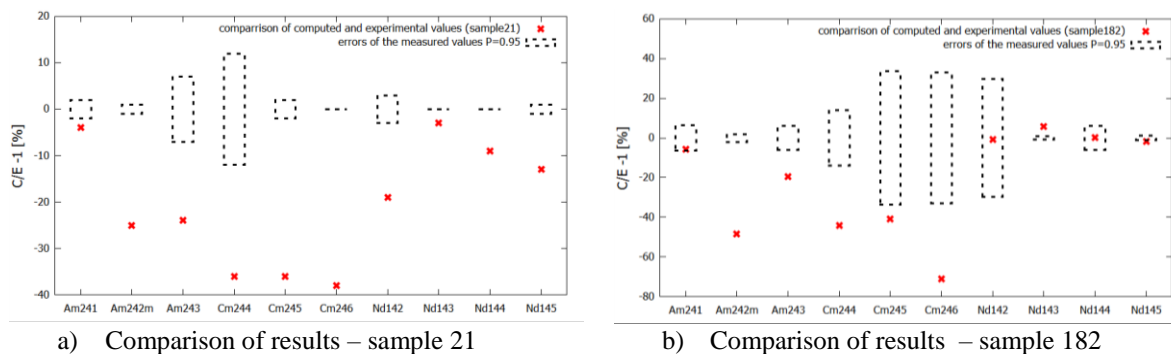 comparrison of computed and experimental values (sample21)
errors of the measured values P=0.95
C/E -1 [%]
20
10
0
-10
-20
-30
-40
Am241 Am242m Am243 Cm244 Cm245 Cm246 Nd142 Nd143 Nd144 Nd145
a) Comparison of results – sample 21
comparison of computed and experimental values (sample182)
errors of the measured values P=0.95
C/E -1 [%]
60
40
20
0
-20
-40
-60
-80
Am241 Am242m Am243 Cm244 Cm245 Cm246 Nd142 Nd143 Nd144 Nd145
b) Comparison of results – sample 182